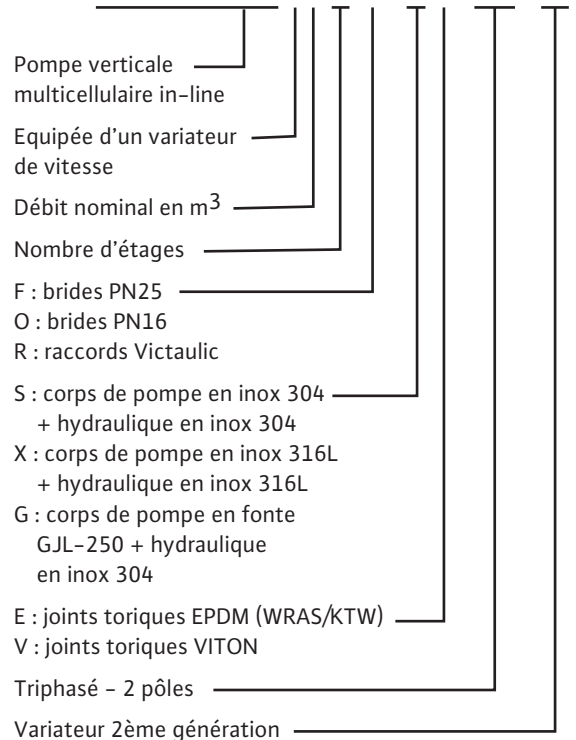 Pompe verticale
multicellulaire in-line
Equipée d'un variateur
de vitesse
Débit nominal en m3
Nombre d'étages
F : brides PN25
O : brides PN16
R : raccords Victaulic
S : corps de pompe en inox 304
+ hydraulique en inox 304
X : corps de pompe en inox 316L
+ hydraulique en inox 316L
G : corps de pompe en fonte
GJL-250 + hydraulique
en inox 304
E : joints toriques EPDM (WRAS/KTW)
V : joints toriques VITON
Triphasé - 2 pôles
Variateur 2ème génération